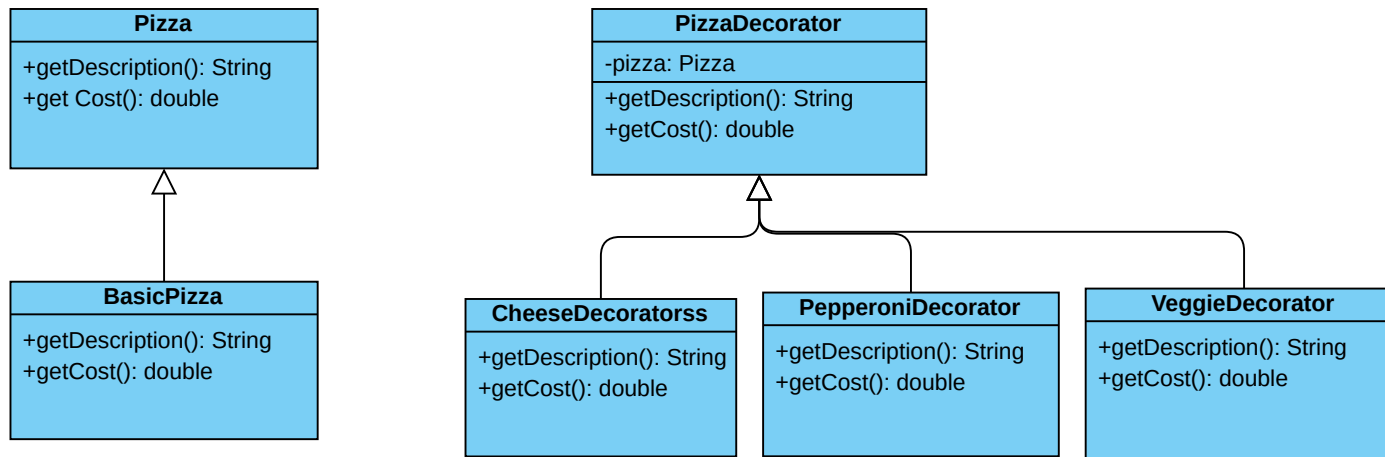 Pizza
+getDescription(): String
+get Cost(): double
PizzaDecorator
-pizza: Pizza
+getDescription(): String
+getCost(): double
BasicPizza
+getDescription(): String
+getCost(): double
CheeseDecoratorss
+getDescription(): String
+getCost(): double
PepperoniDecorator
+getDescription(): String
+getCost(): double
VeggieDecorator
+getDescription(): String
+getCost(): double